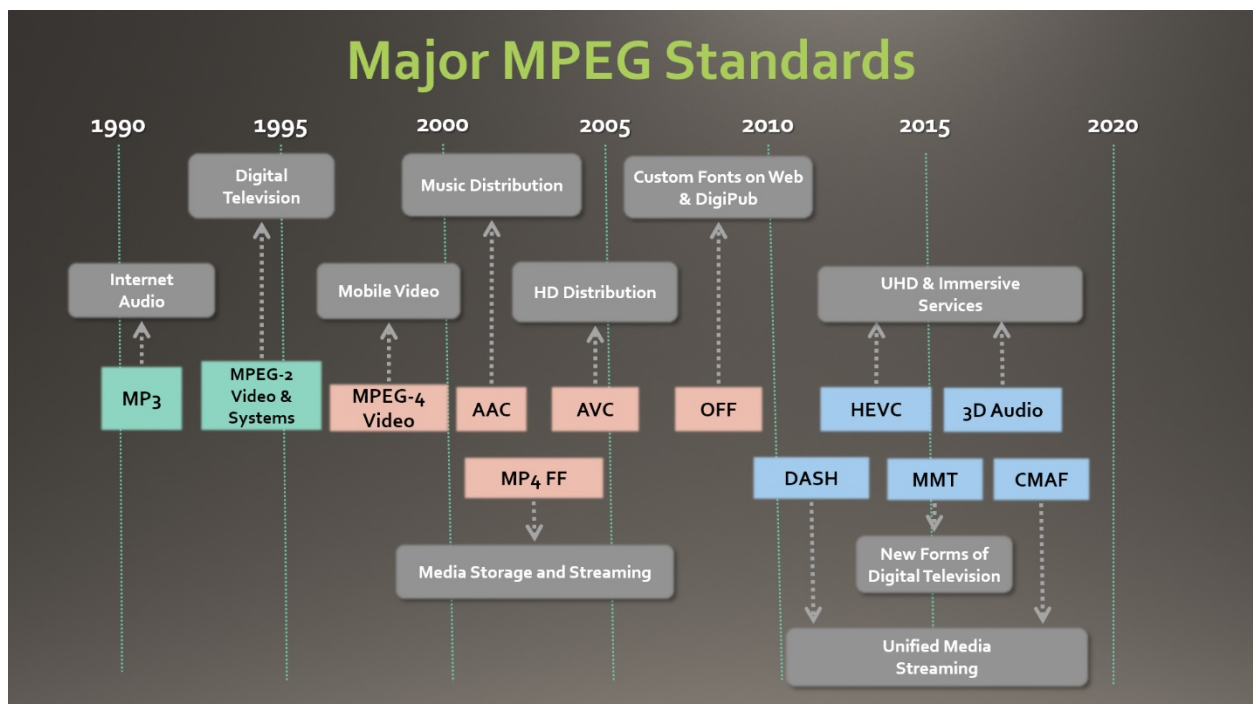 Major MPEG Standards
1990 1995 2000 2005 2010 2015 2020
Digital
Television
Music Distribution
Custom Fonts on Web
& DigiPub
Internet
Audio
Mobile Video
HD Distribution
UHD & Immersive
Services
MP3
MPEG-2
Video &
Systems
MPEG-4
Video
AAC
AVC
OFF
HEVC
3D Audio
MP4 FF
DASH
MMT
CMAF
Media Storage and Streaming
New Forms of
Digital Television
Unified Media
Streaming